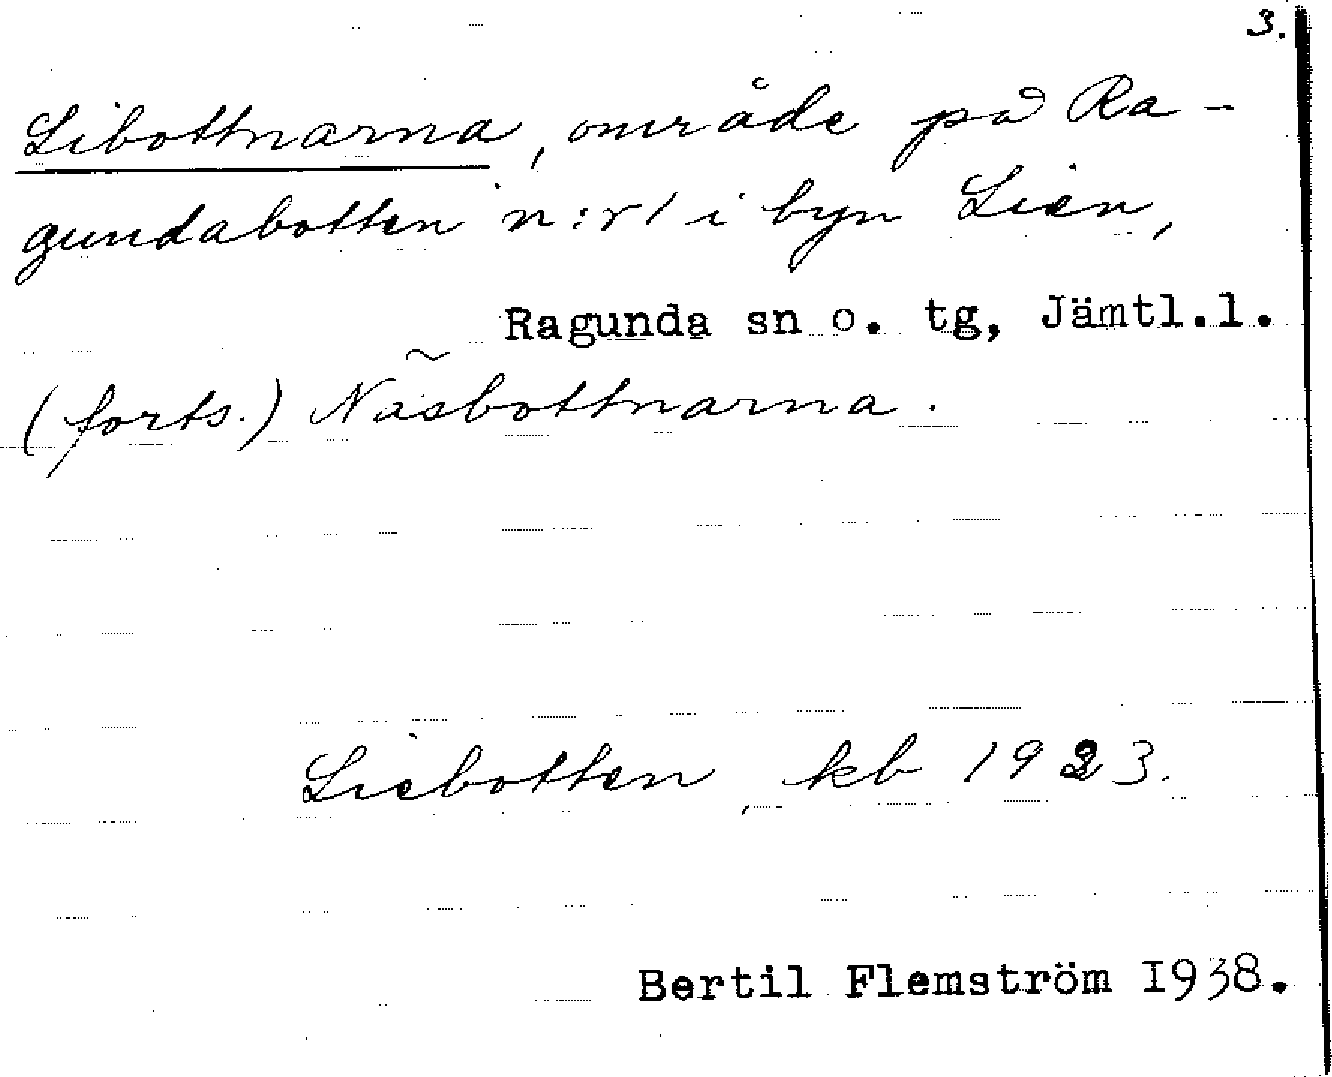 3.
Libottnarna, område på Ra-
gundabotten n:r 1 i byn Lien,
Ragunda sn o. tg, Jämtl.l.
~
(forts.) Näsbottnarna.
Liebotten, kb 1923.
Bertil Flemström 1938.